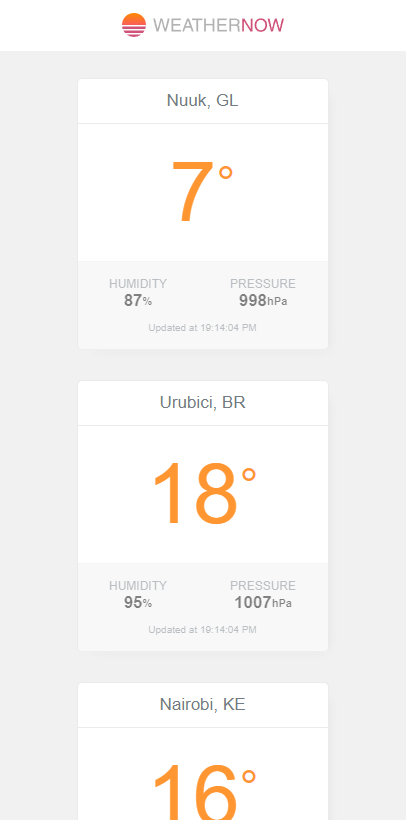 WEATHERNOW
Nuuk, GL
7°
HUMIDITY PRESSURE
87% 998hPa
Updated at 19:14:04 PM
Urubici, BR
18°
HUMIDITY PRESSURE
95% 1007hPa
Updated at 19:14:04 PM
Nairobi, KE
16°